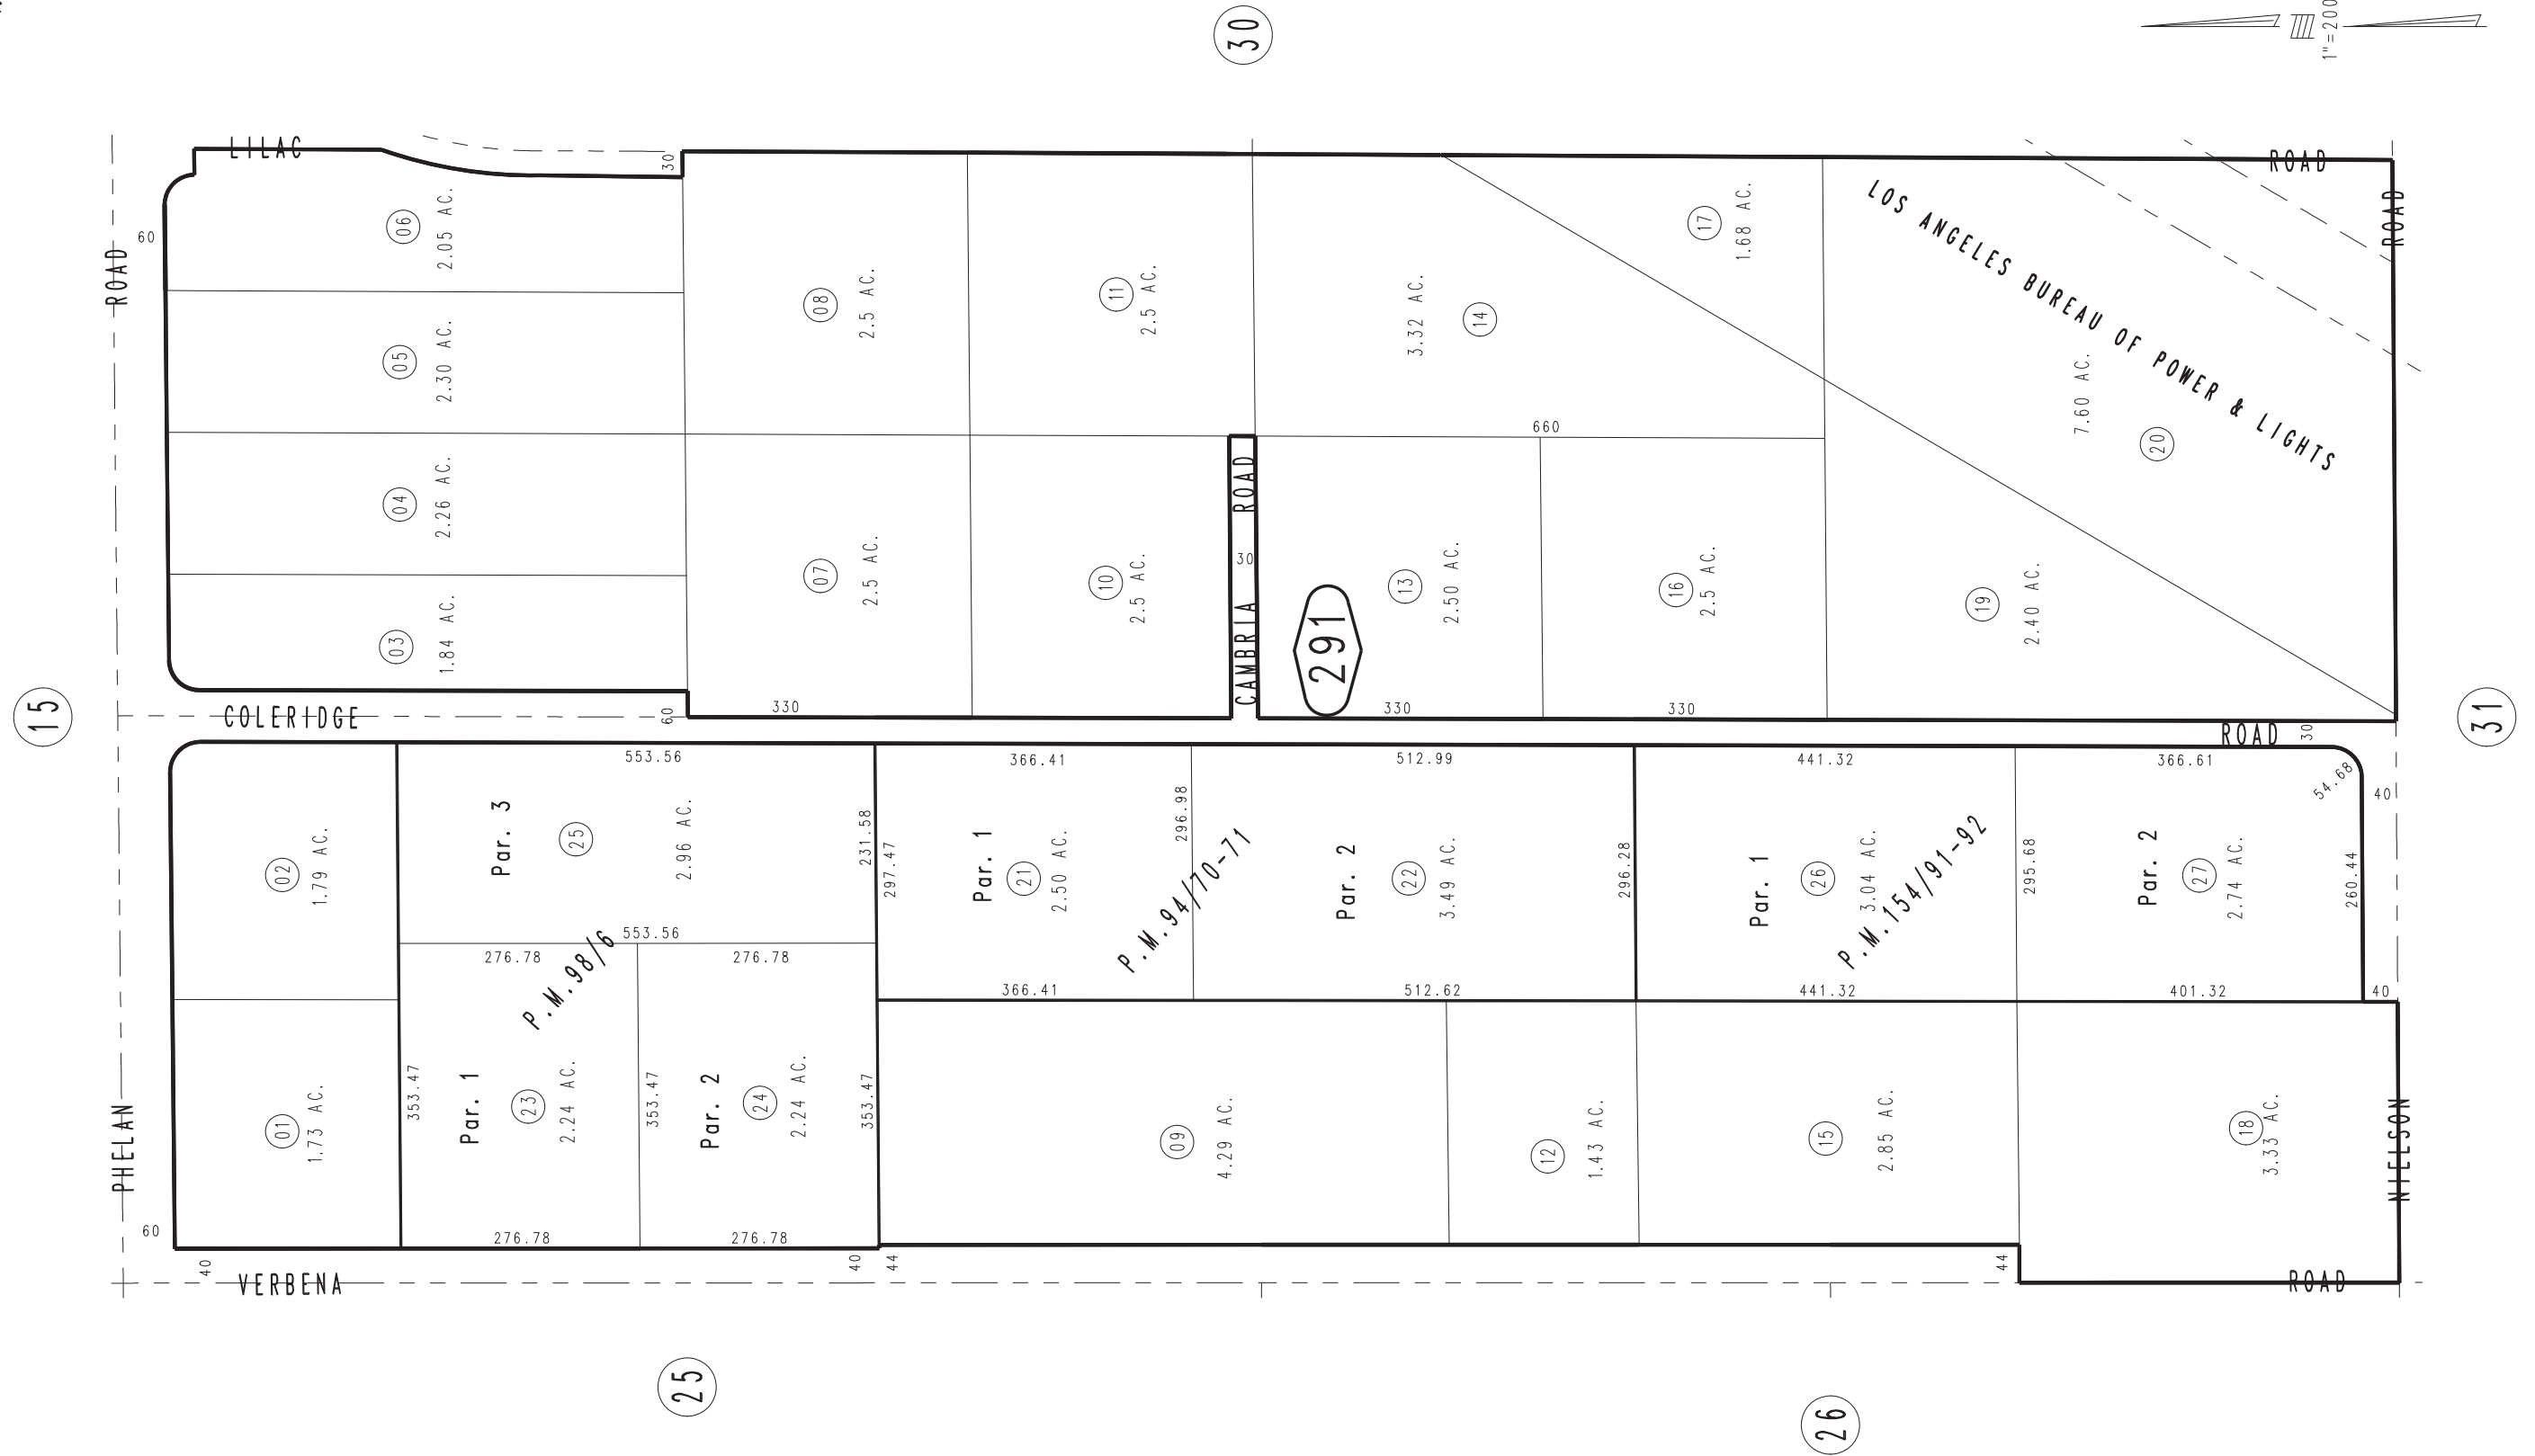 30
1"=200
LILAC
ROAD
ROAD
60
30
06
2.05 AC.
05
2.30 AC.
04
2.26 AC.
03
1.84 AC.
08
2.5 AC.
11
2.5 AC.
3.32 AC.
14
17
1.68 AC.
LOS ANGELES BUREAU OF POWER & LIGHTS
7.60 AC.
20
ROAD
660
07
2.5 AC.
10
2.5 AC.
CAMBRIA ROAD
30
291
13
2.50 AC.
16
2.5 AC.
19
2.40 AC.
15
COLERIDGE
60
330
330
330
ROAD
30
31
553.56
366.41
512.99
441.32
366.61
54.68
40
02
1.79 AC.
Par. 3
25
2.96 AC.
231.58
297.47
Par. 1
21
2.50 AC.
296.98
P.M.94/70-71
Par. 2
22
3.49 AC.
296.28
Par. 1
26
3.04 AC.
P.M.154/91-92
295.68
Par. 2
27
2.74 AC.
260.44
553.56
276.78
276.78
P.M.98/6
366.41
512.62
441.32
401.32
40
PHELAN
60
01
1.73 AC.
353.47
Par. 1
23
2.24 AC.
353.47
Par. 2
24
2.24 AC.
353.47
09
4.29 AC.
12
1.43 AC.
15
2.85 AC.
18
3.33 AC.
NIELSON
276.78
276.78
40
40
44
44
VERBENA
ROAD
25
26